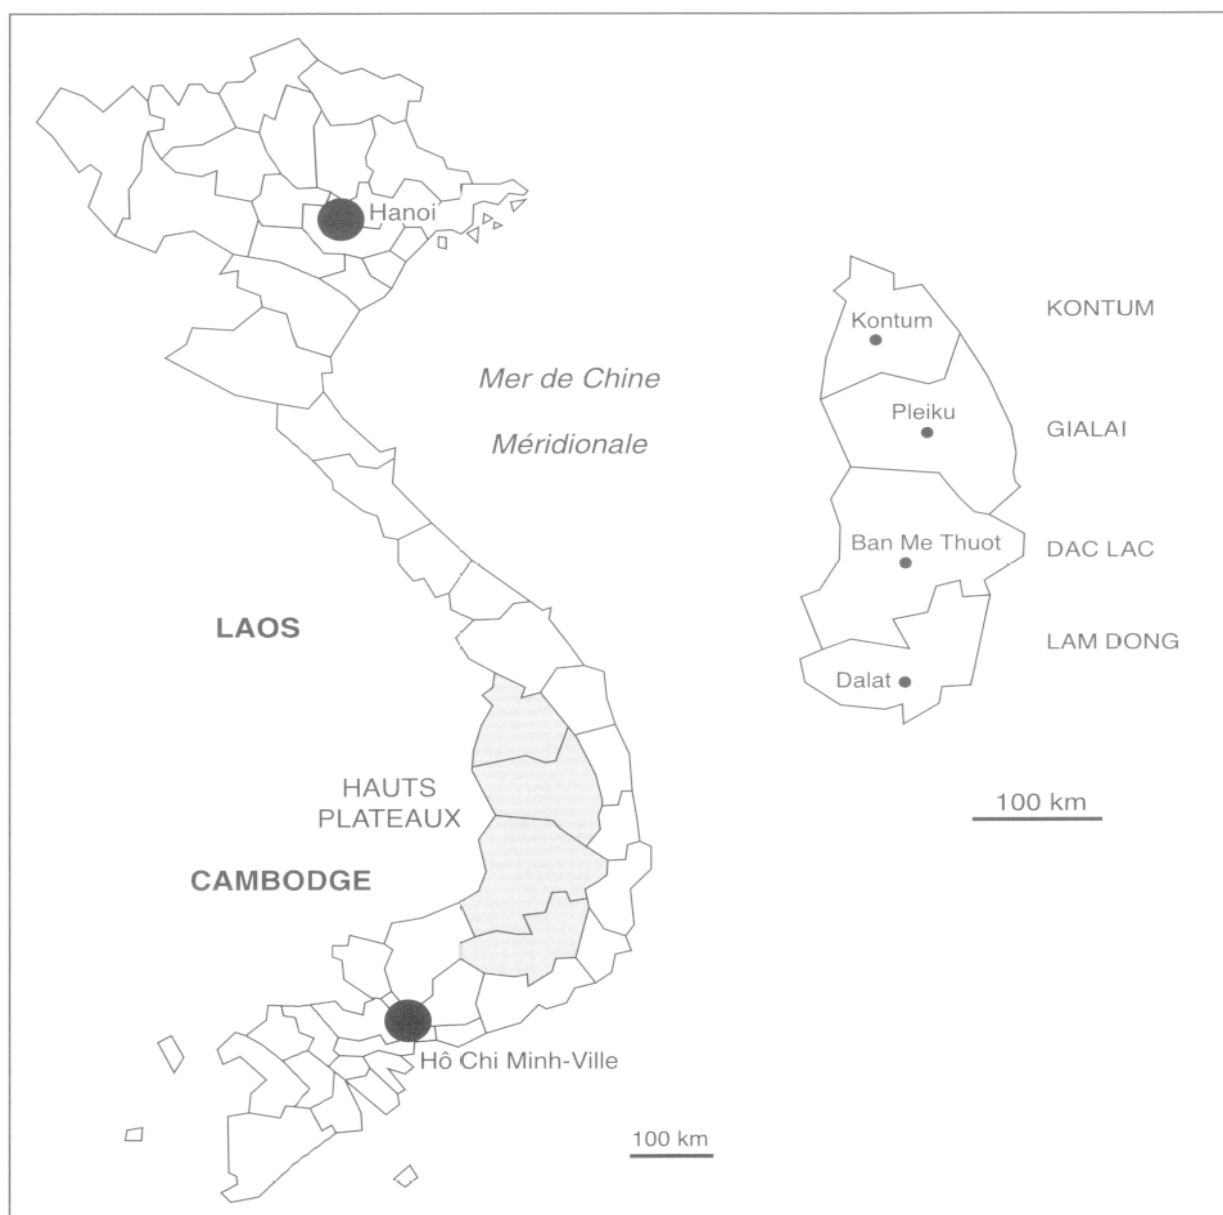 Hanoi
Mer de Chine
Méridionale
LAOS
HAUTS
PLATEAUX
CAMBODGE
Hô Chi Minh-Ville
100 km
Kontum
KONTUM
Pleiku
GIALAI
Ban Me Thuot
DAC LAC
LAM DONG
Dalat
100 km